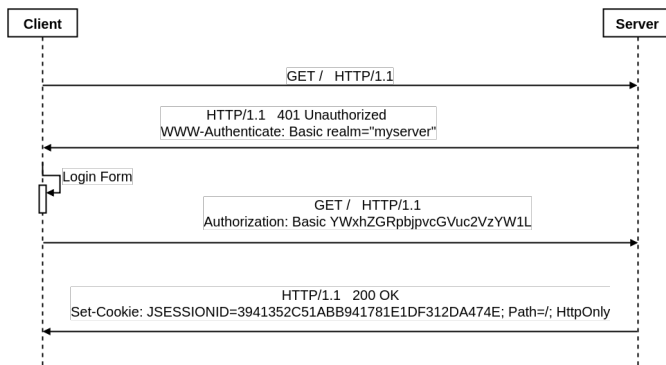 Client
Server
GET /   HTTP/1.1
HTTP/1.1   401 Unauthorized
WWW-Authenticate: Basic realm="myserver"
Login Form
GET /   HTTP/1.1
Authorization: Basic YWxhZGRpbjpvcGVuc2VzYW1L
HTTP/1.1   200 OK
Set-Cookie: JSESSIONID=3941352C51ABB941781E1DF312DA474E; Path=/; HttpOnly